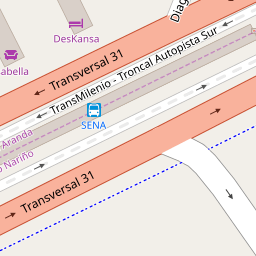 Diag
DesKansa
abella
Transversal 31
TransMilenio - Troncal Autopista Sur
SENA
Aranda
o Nariño
Transversal 31